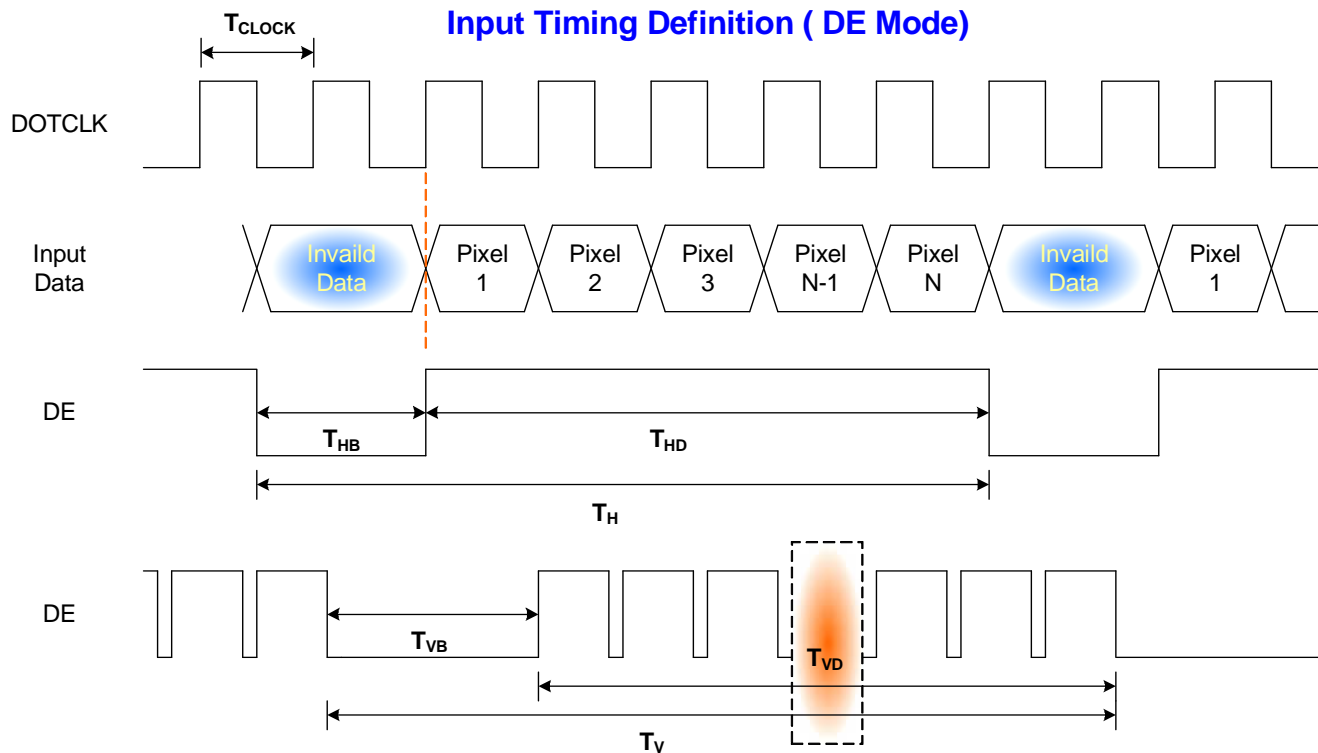 Input Timing Definition ( DE Mode)
TCLOCK
DOTCLK
Input
Data
Invaild
Data
Pixel
1
Pixel
2
Pixel
3
Pixel
N-1
Pixel
N
Invaild
Data
Pixel
1
DE
THB
THD
TH
DE
TVB
TVD
TV